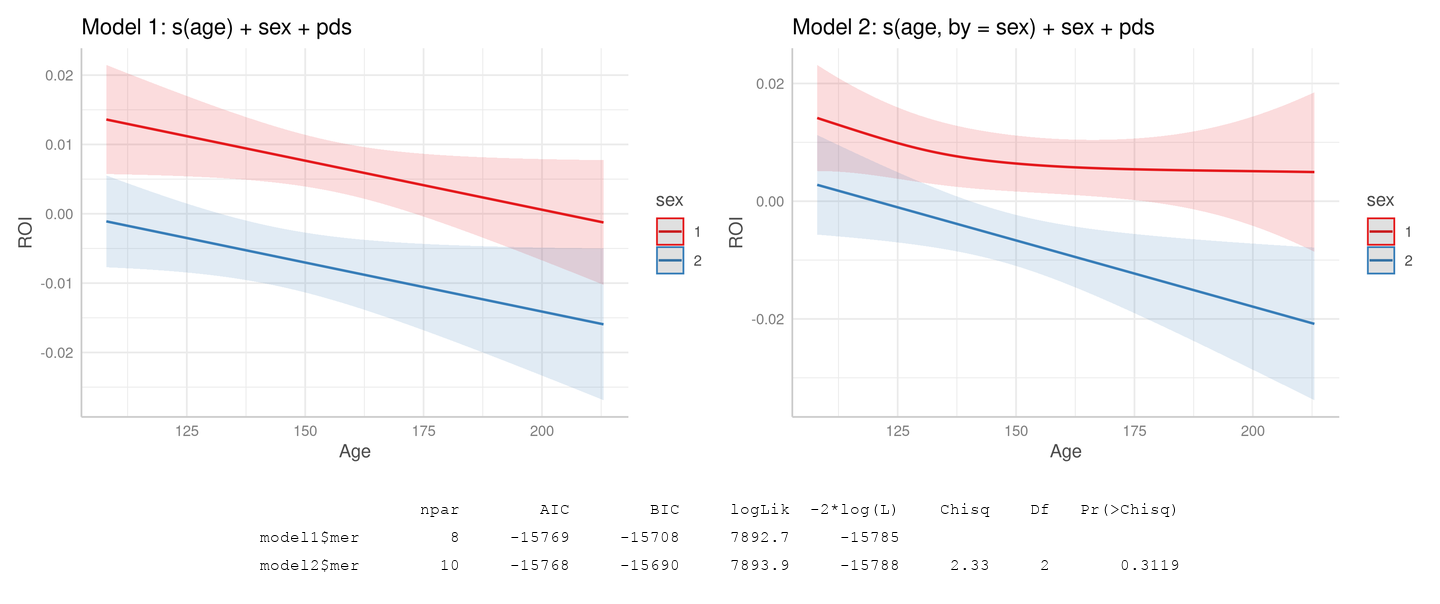 Model 1: s(age) + sex + pds
0.02
0.01
0.00
-0.01
-0.02
ROI
125 150 175 200
Age
sex
1
2
Model 2: s(age, by = sex) + sex + pds
0.02
0.00
-0.02
ROI
125 150 175 200
Age
sex
1
2
npar AIC BIC logLik -2*log(L) Chisq Df Pr(>Chisq)
model1$mer 8 -15769 -15708 7892.7 -15785
model2$mer 10 -15768 -15690 7893.9 -15788 2.33 2 0.3119